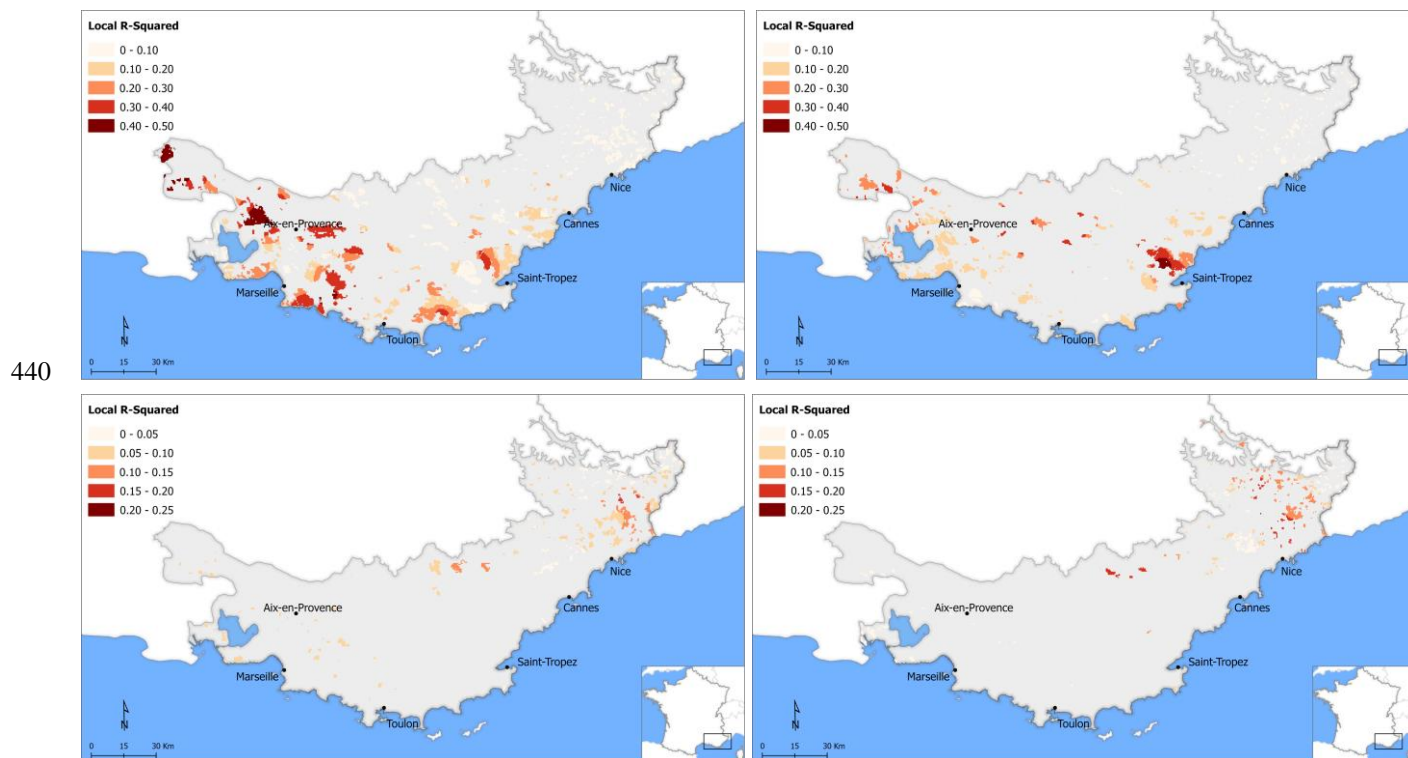 Local R-Squared
0 - 0.10
0.10 - 0.20
0.20 - 0.30
0.30 - 0.40
0.40 - 0.50
Nice
Cannes
Aix-en-Provence
Saint-Tropez
Marseille
Toulon
N
0 15 30 Km
Local R-Squared
0 - 0.10
0.10 - 0.20
0.20 - 0.30
0.30 - 0.40
0.40 - 0.50
Nice
Cannes
Aix-en-Provence
Saint-Tropez
Marseille
Toulon
N
0 15 30 Km
440
Local R-Squared
0 - 0.05
0.05 - 0.10
0.10 - 0.15
0.15 - 0.20
0.20 - 0.25
Nice
Cannes
Aix-en-Provence
Saint-Tropez
Marseille
Toulon
N
0 15 30 Km
Local R-Squared
0 - 0.05
0.05 - 0.10
0.10 - 0.15
0.15 - 0.20
0.20 - 0.25
Nice
Cannes
Aix-en-Provence
Saint-Tropez
Marseille
Toulon
N
0 15 30 Km